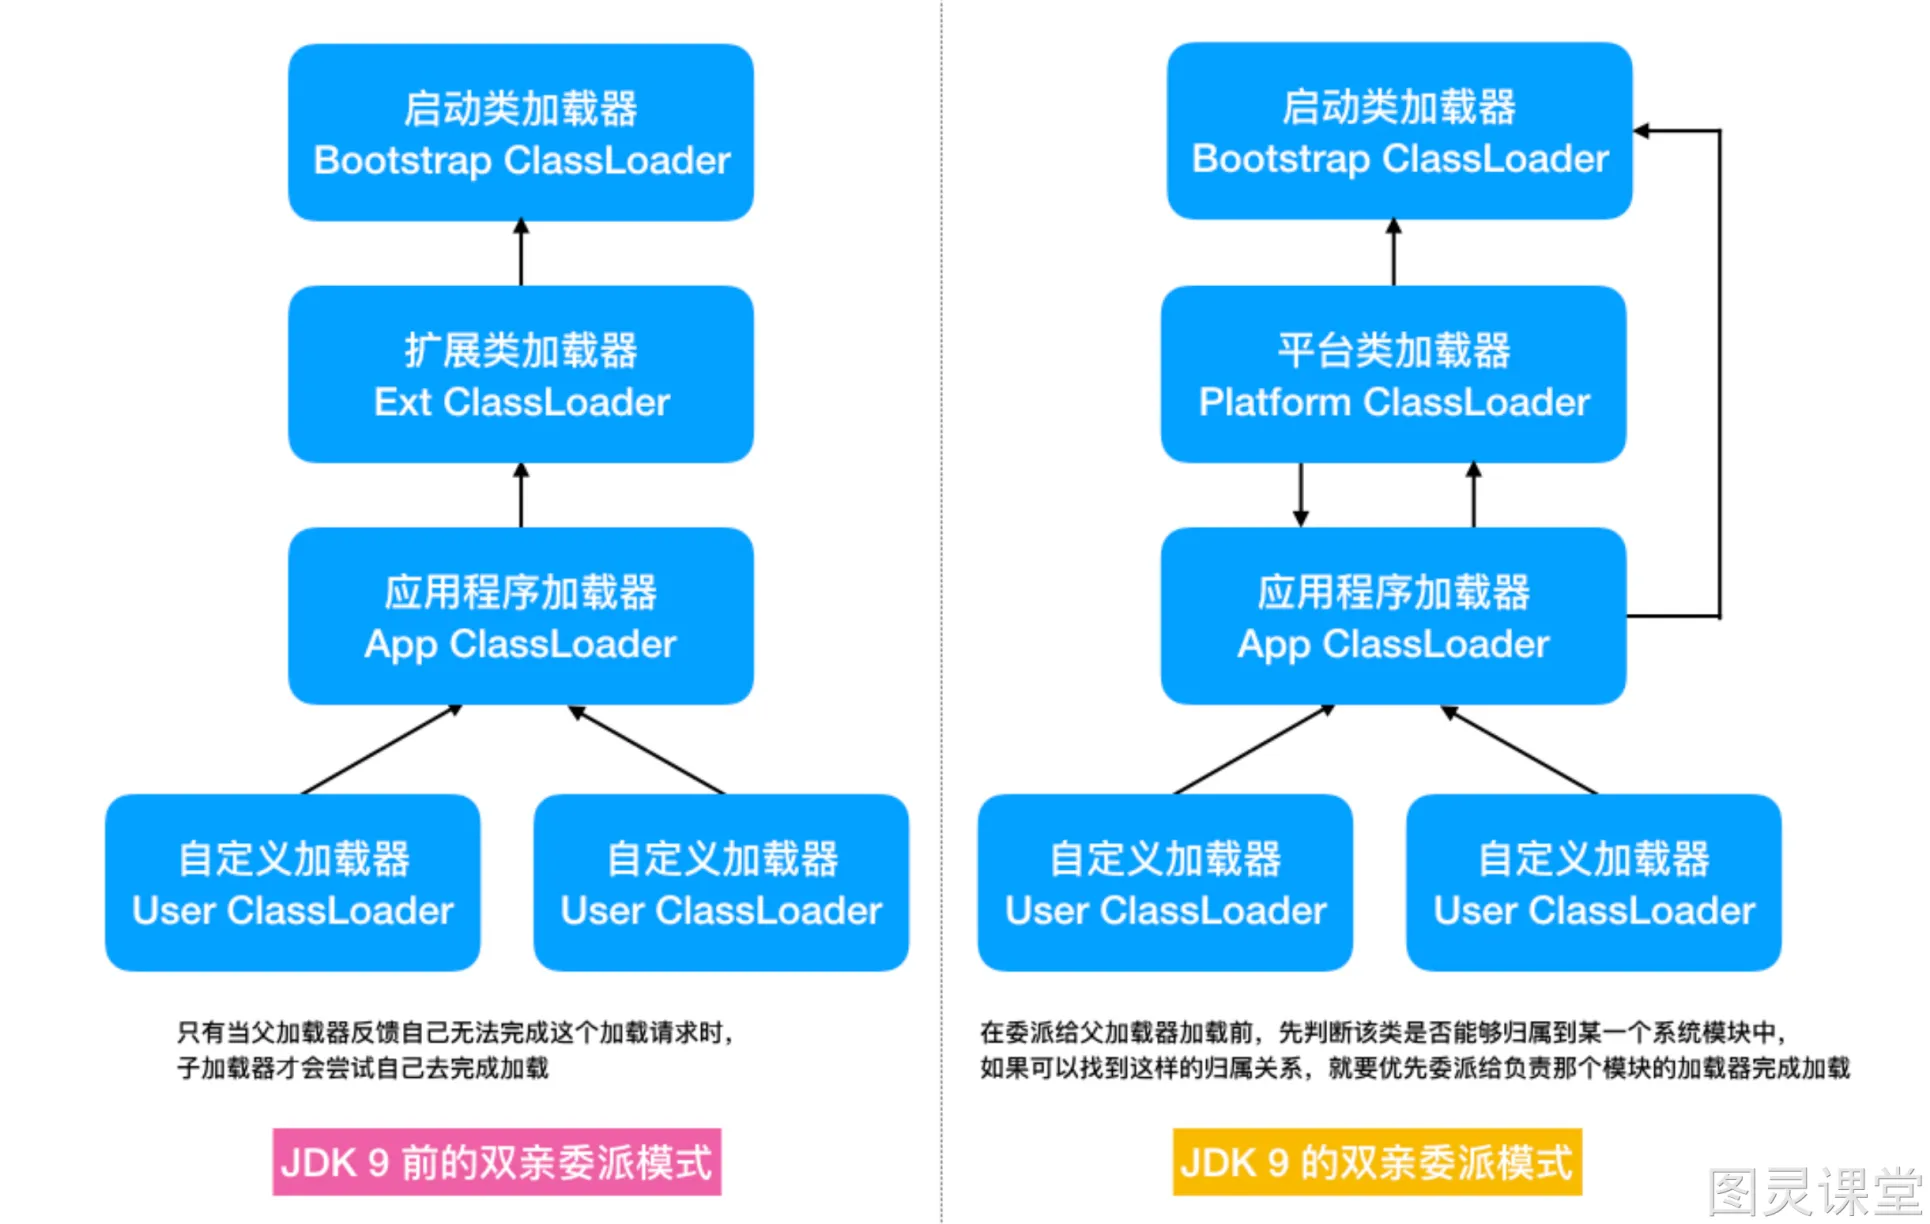 启动类加载器
Bootstrap ClassLoader
扩展类加载器
Ext ClassLoader
应用程序加载器
App ClassLoader
自定义加载器
User ClassLoader
自定义加载器
User ClassLoader
只有当父加载器反馈自己无法完成这个加载请求时，
子加载器才会尝试自己去完成加载
JDK 9 前的双亲委派模式
启动类加载器
Bootstrap ClassLoader
平台类加载器
Platform ClassLoader
应用程序加载器
App ClassLoader
自定义加载器
User ClassLoader
自定义加载器
User ClassLoader
在委派给父加载器加载前，先判断该类是否能够归属到某一个系统模块中，
如果可以找到这样的归属关系，就要优先委派给负责那个模块的加载器完成加载
JDK 9 的双亲委派模式
图灵课堂